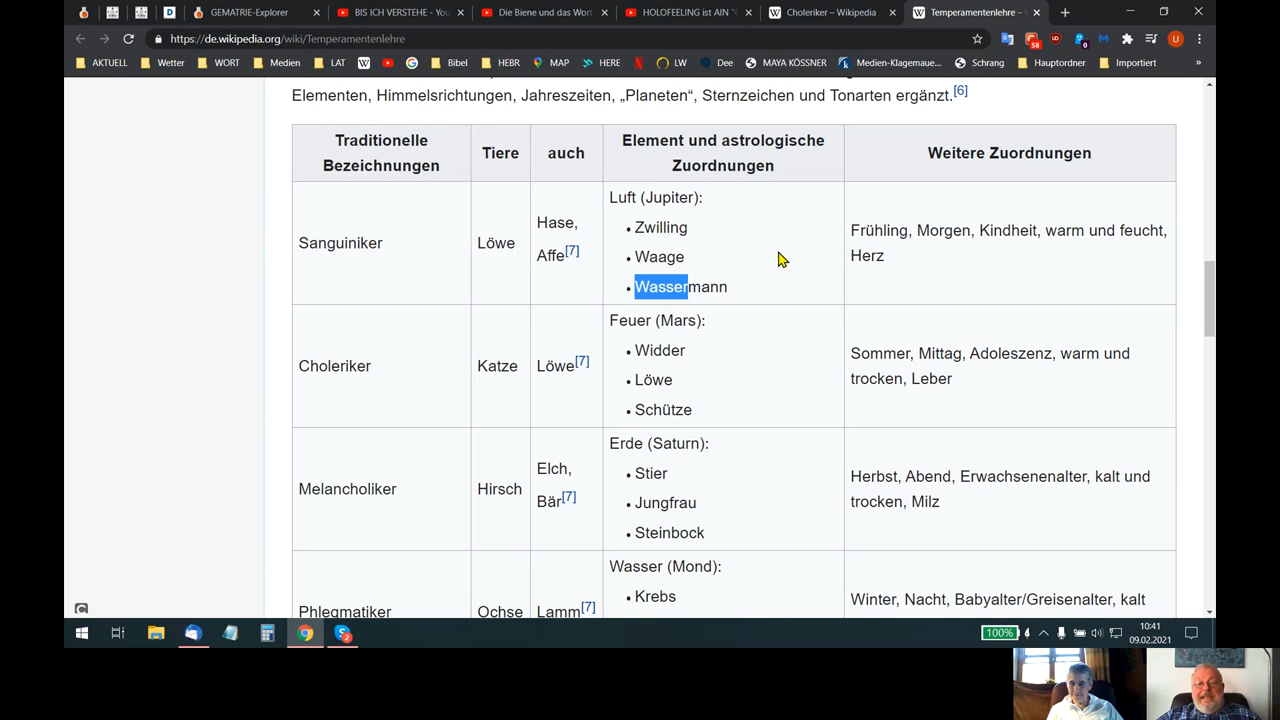 GEMATRIE-Explorer
BIS ICH VERSTEHE - You
Die Biene und das Wort
HOLOFEELING ist AIN "G
Choleriker – Wikipedia
Temperamentenlehre –
https://de.wikipedia.org/wiki/Temperamentenlehre
58
0
U
AKTUELL
Wetter
WORT
Medien
LAT
Bibel
HEBR
MAP
HERE
LW
Dee
MAYA KÖSSNER
Medien-Klagemaue...
Schrang
Hauptordner
Importiert
»
Elementen, Himmelsrichtungen, Jahreszeiten, „Planeten“, Sternzeichen und Tonarten ergänzt.[6]
Traditionelle
Bezeichnungen
Tiere
auch
Element und astrologische
Zuordnungen
Weitere Zuordnungen
Sanguiniker
Löwe
Hase,
Affe[7]
Luft (Jupiter):
• Zwilling
• Waage
• Wassermann
Frühling, Morgen, Kindheit, warm und feucht,
Herz
Choleriker
Katze
Löwe[7]
Feuer (Mars):
• Widder
• Löwe
• Schütze
Sommer, Mittag, Adoleszenz, warm und
trocken, Leber
Melancholiker
Hirsch
Elch,
Bär[7]
Erde (Saturn):
• Stier
• Jungfrau
• Steinbock
Herbst, Abend, Erwachsenenalter, kalt und
trocken, Milz
Phlegmatiker
Ochse
Lamm[7]
Wasser (Mond):
• Krebs
Winter, Nacht, Babyalter/Greisenalter, kalt
100%
10:41
09.02.2021